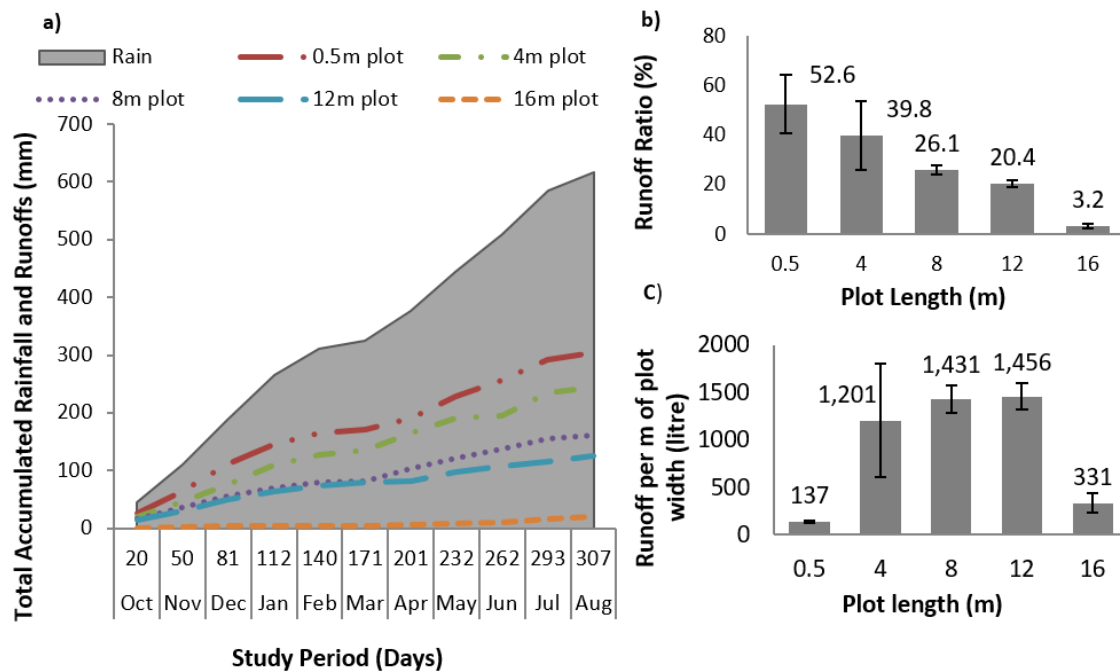 a)
Rain
0.5m plot
4m plot
8m plot
12m plot
16m plot
Total Accumulated Rainfall and Runoffs (mm)
700
600
500
400
300
200
100
0
20 50 81 112 140 171 201 232 262 293 307
Oct Nov Dec Jan Feb Mar Apr May Jun Jul Aug
Study Period (Days)
b)
Runoff Ratio (%)
80
60
40
20
0
52.6
39.8
26.1
20.4
3.2
0.5 4 8 12 16
Plot Length (m)
C)
Runoff per m of plot
width (litre)
2000
1500
1000
500
0
137
1,201
1,431
1,456
331
0.5 4 8 12 16
Plot length (m)